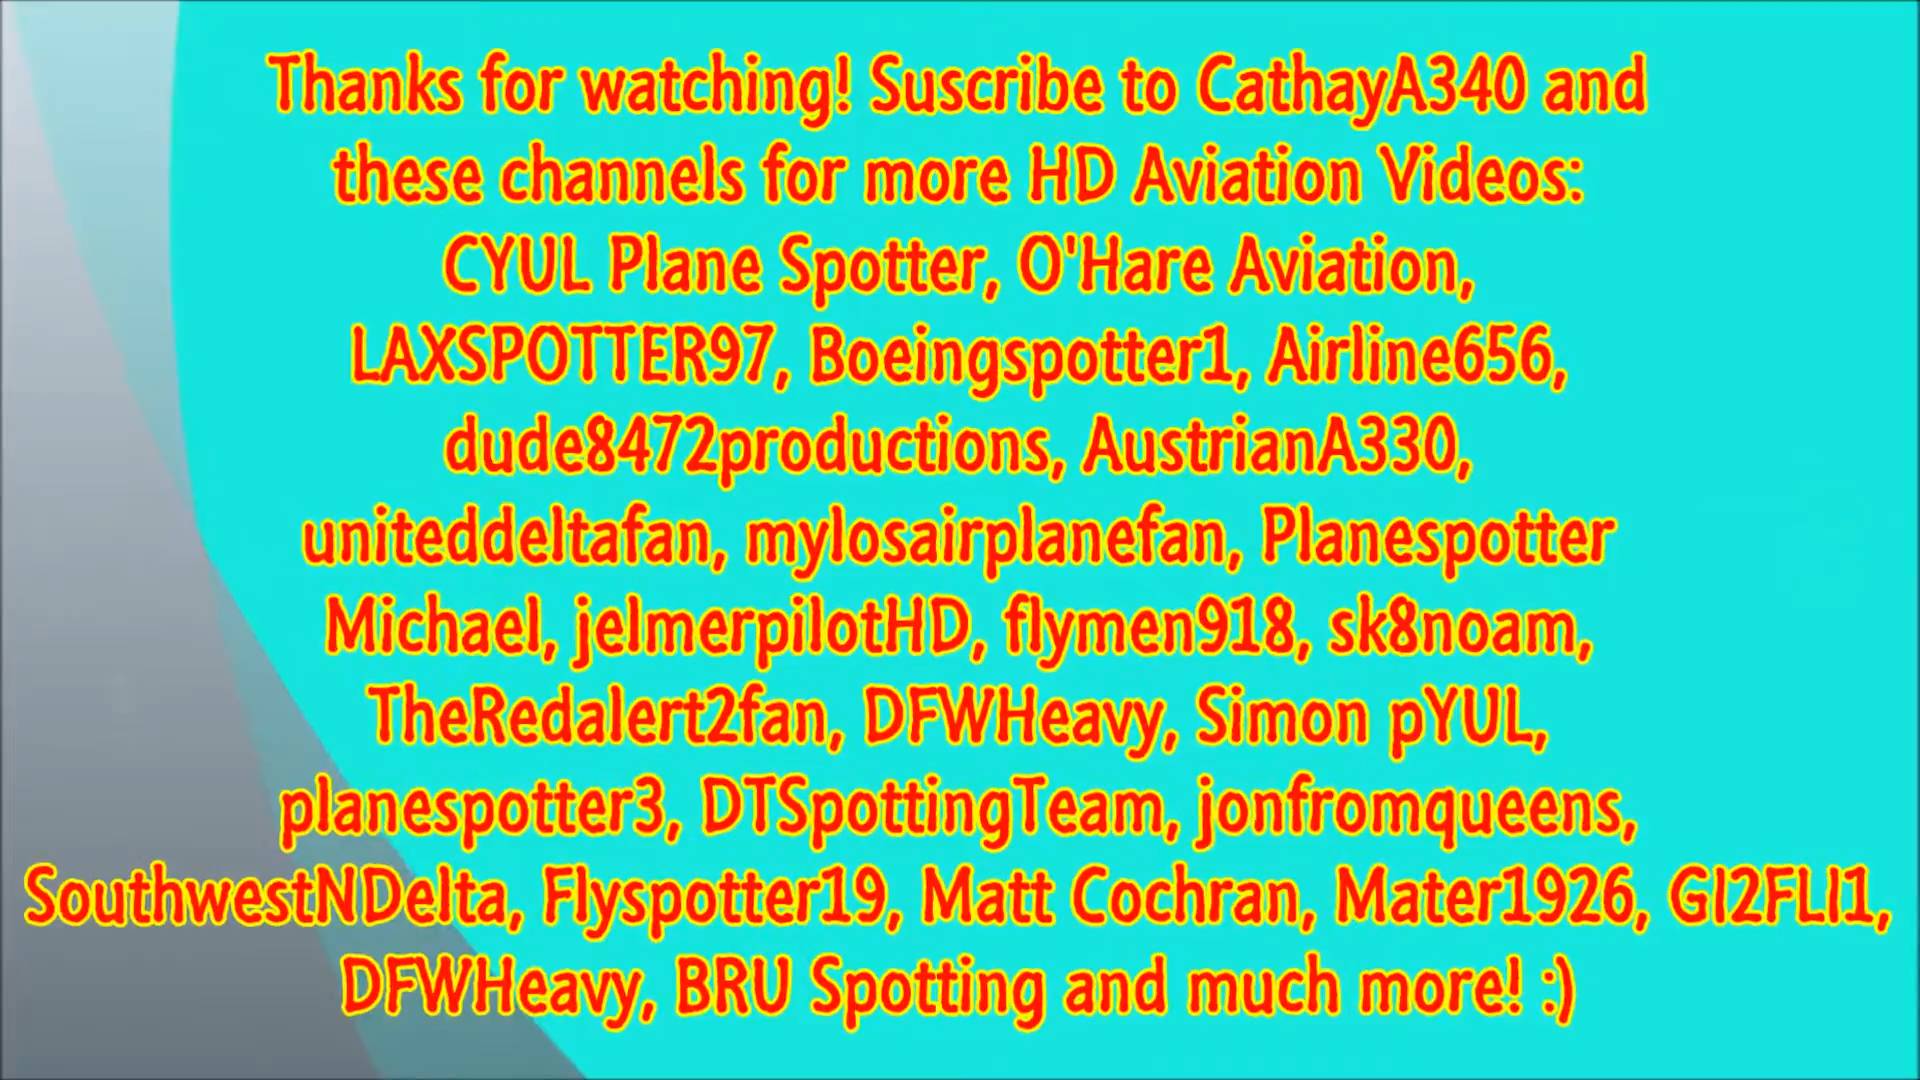 Thanks for watching! Suscribe to CathayA340 and
these channels for more HD Aviation Videos:
CYUL Plane Spotter, O'Hare Aviation,
LAXSPOTTER97, Boeingspotter1, Airline656,
dude8472productions, AustrianA330,
uniteddeltafan, mylosairplanefan, Planespotter
Michael, jelmerpilotHD, flymen918, sk8noam,
TheRedalert2fan, DFWHeavy, Simon pYUL,
planespotter3, DTSpottingTeam, jonfromqueens,
SouthwestNDelta, Flyspotter19, Matt Cochran, Mater1926, GI2FLI1,
DFWHeavy, BRU Spotting and much more! :)